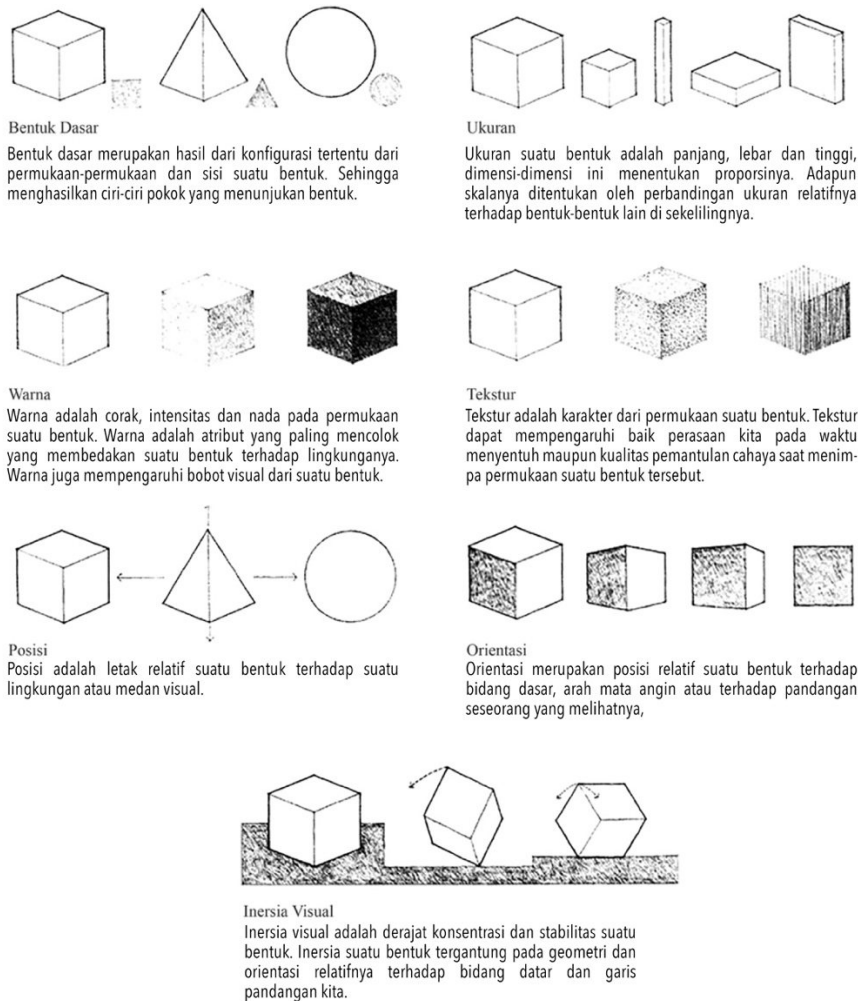 Bentuk Dasar
Bentuk dasar merupakan hasil dari konfigurasi tertentu dari
permukaan-permukaan dan sisi suatu bentuk. Sehingga
menghasilkan ciri-ciri pokok yang menunjukan bentuk.
Ukuran
Ukuran suatu bentuk adalah panjang, lebar dan tinggi,
dimensi-dimensi ini menentukan proporsinya. Adapun
skalanya ditentukan oleh perbandingan ukuran relatifnya
terhadap bentuk-bentuk lain di sekelilingnya.
Warna
Warna adalah corak, intensitas dan nada pada permukaan
suatu bentuk. Warna adalah atribut yang paling mencolok
yang membedakan suatu bentuk terhadap lingkunganya.
Warna juga mempengaruhi bobot visual dari suatu bentuk.
Tekstur
Tekstur adalah karakter dari permukaan suatu bentuk. Tekstur
dapat mempengaruhi baik perasaan kita pada waktu
menyentuh maupun kualitas pemantulan cahaya saat menim-
pa permukaan suatu bentuk tersebut.
Posisi
Posisi adalah letak relatif suatu bentuk terhadap suatu
lingkungan atau medan visual.
Orientasi
Orientasi merupakan posisi relatif suatu bentuk terhadap
bidang dasar, arah mata angin atau terhadap pandangan
seseorang yang melihatnya,
Inersia Visual
Inersia visual adalah derajat konsentrasi dan stabilitas suatu
bentuk. Inersia suatu bentuk tergantung pada geometri dan
orientasi relatifnya terhadap bidang datar dan garis
pandangan kita.